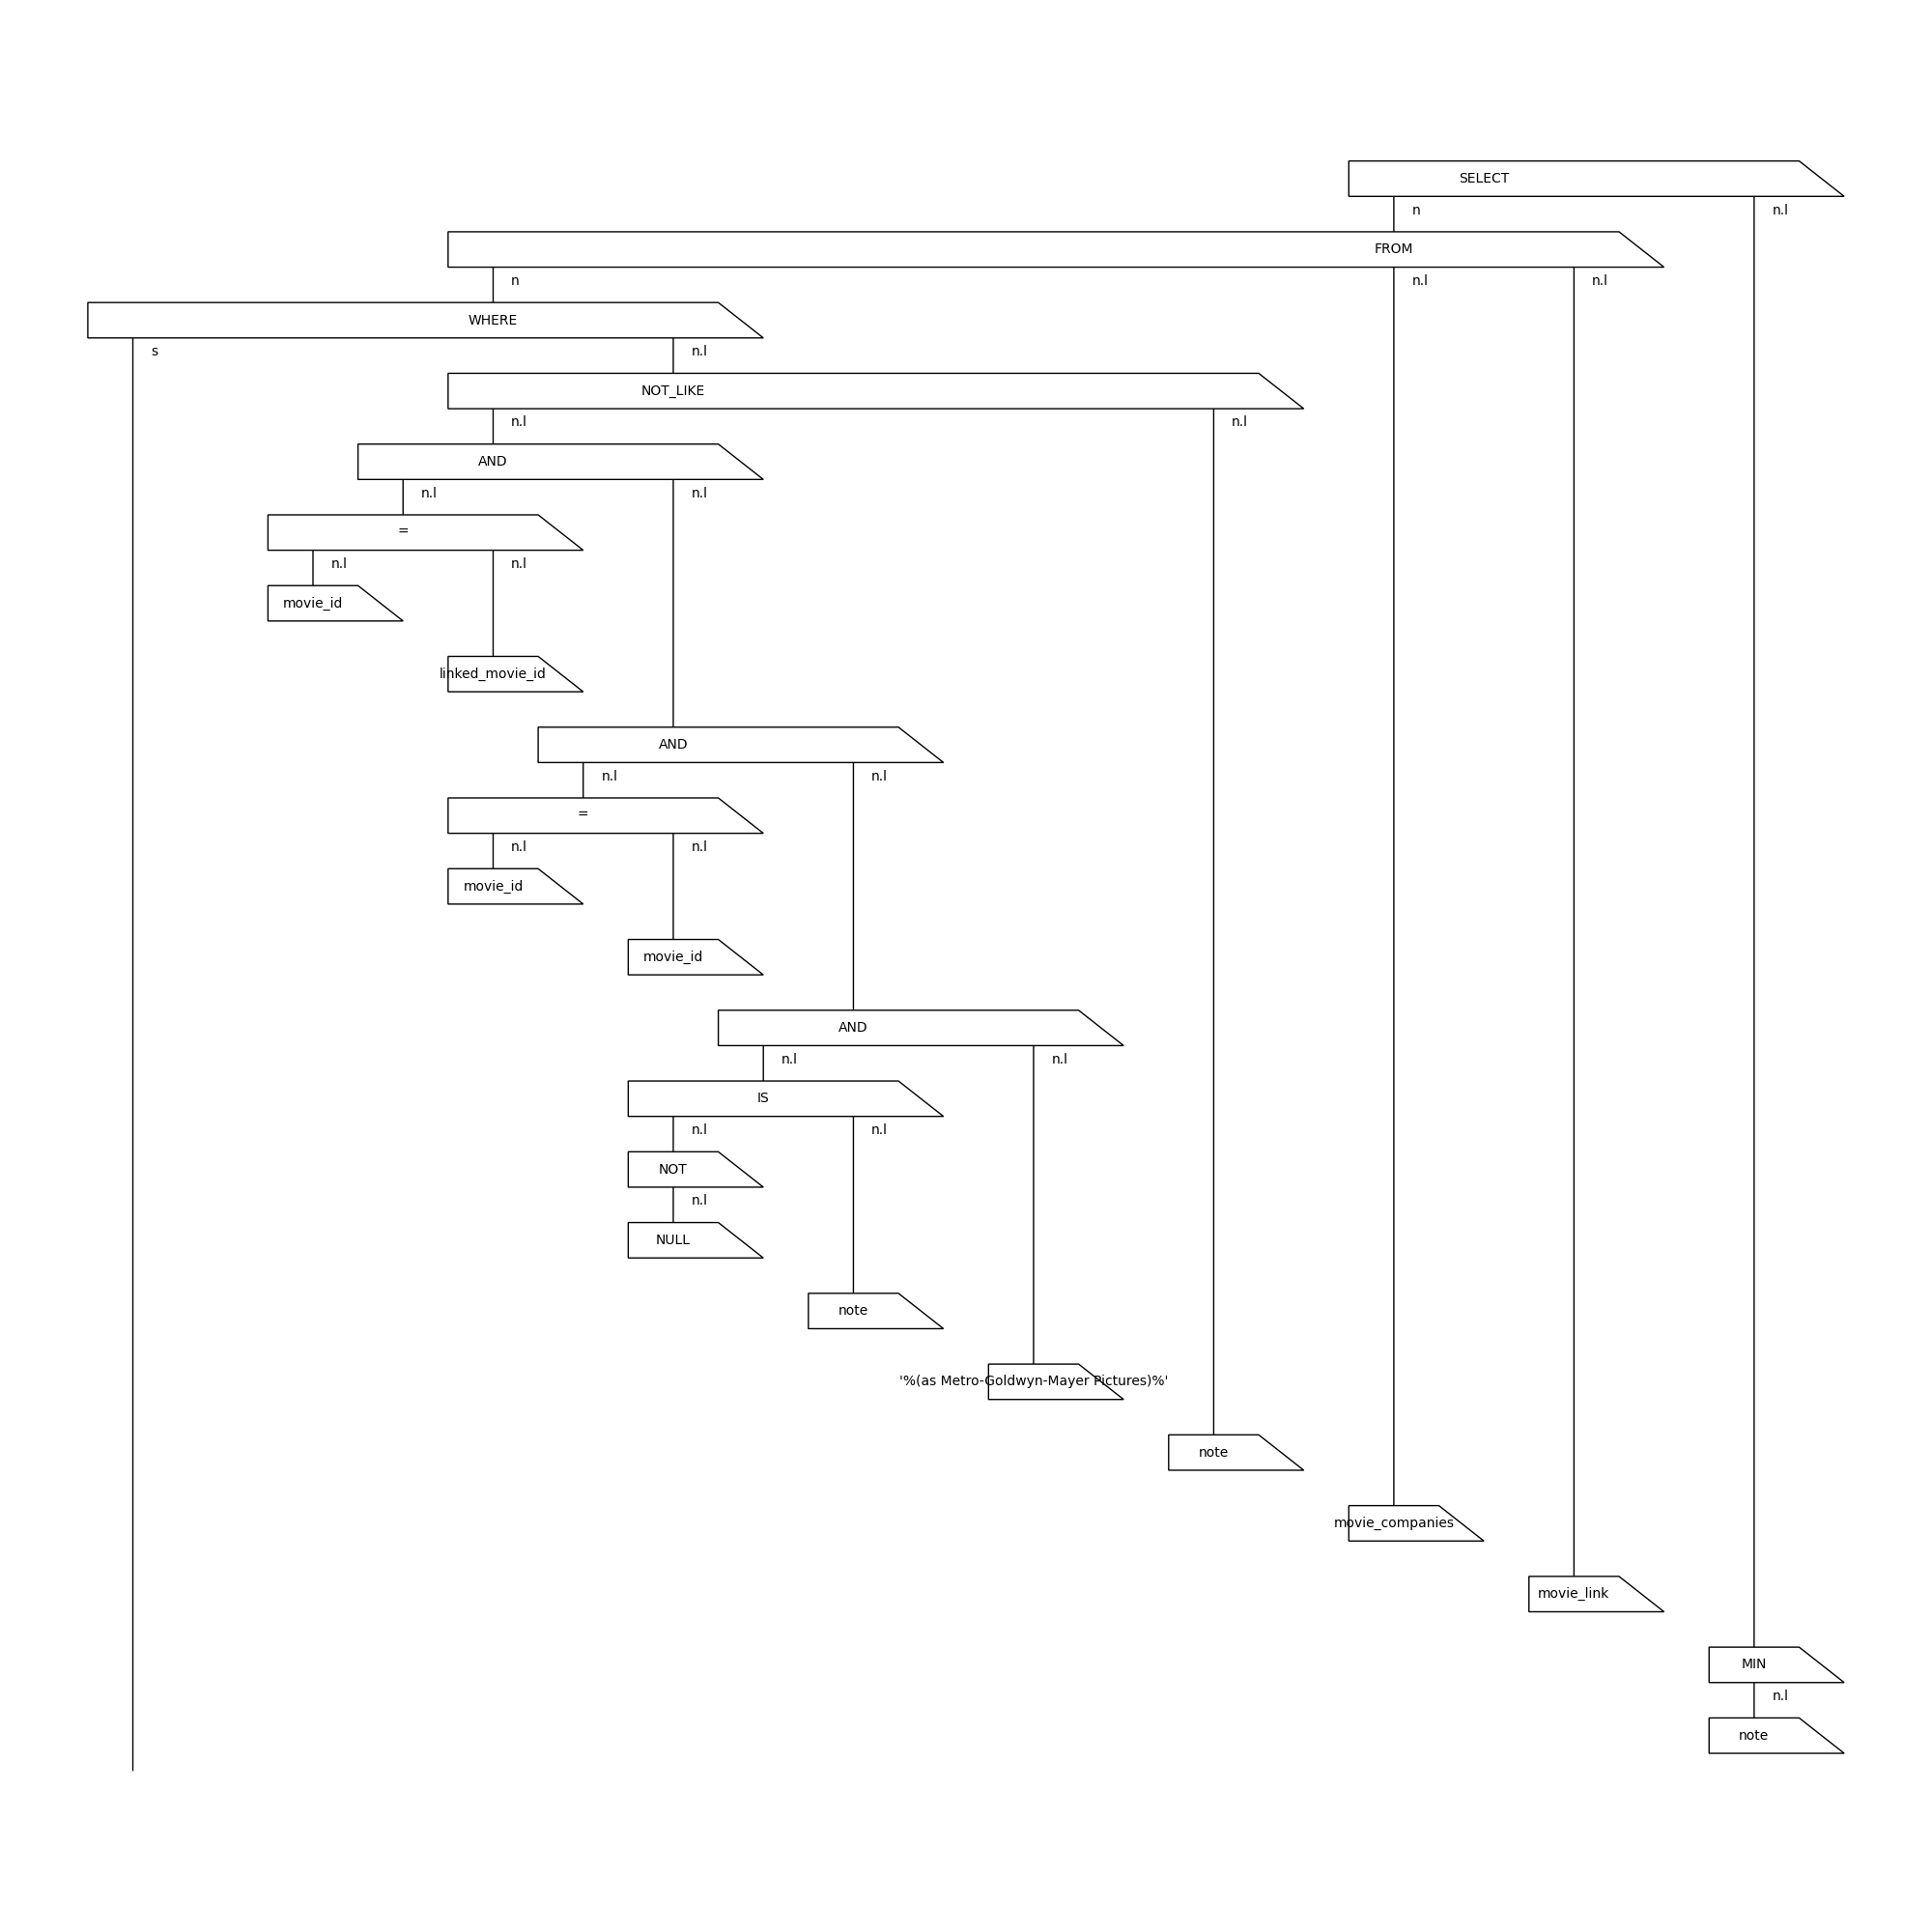 SELECT
n n.l
FROM
n n.l n.l
WHERE
s n.l
NOT_LIKE
n.l n.l
AND
n.l n.l
=
n.l n.l
movie_id
linked_movie_id
AND
n.l n.l
=
n.l n.l
movie_id
movie_id
AND
n.l n.l
IS
n.l n.l
NOT
n.l
NULL
note
'%(as Metro-Goldwyn-Mayer Pictures)%'
note
movie_companies
movie_link
MIN
n.l
note